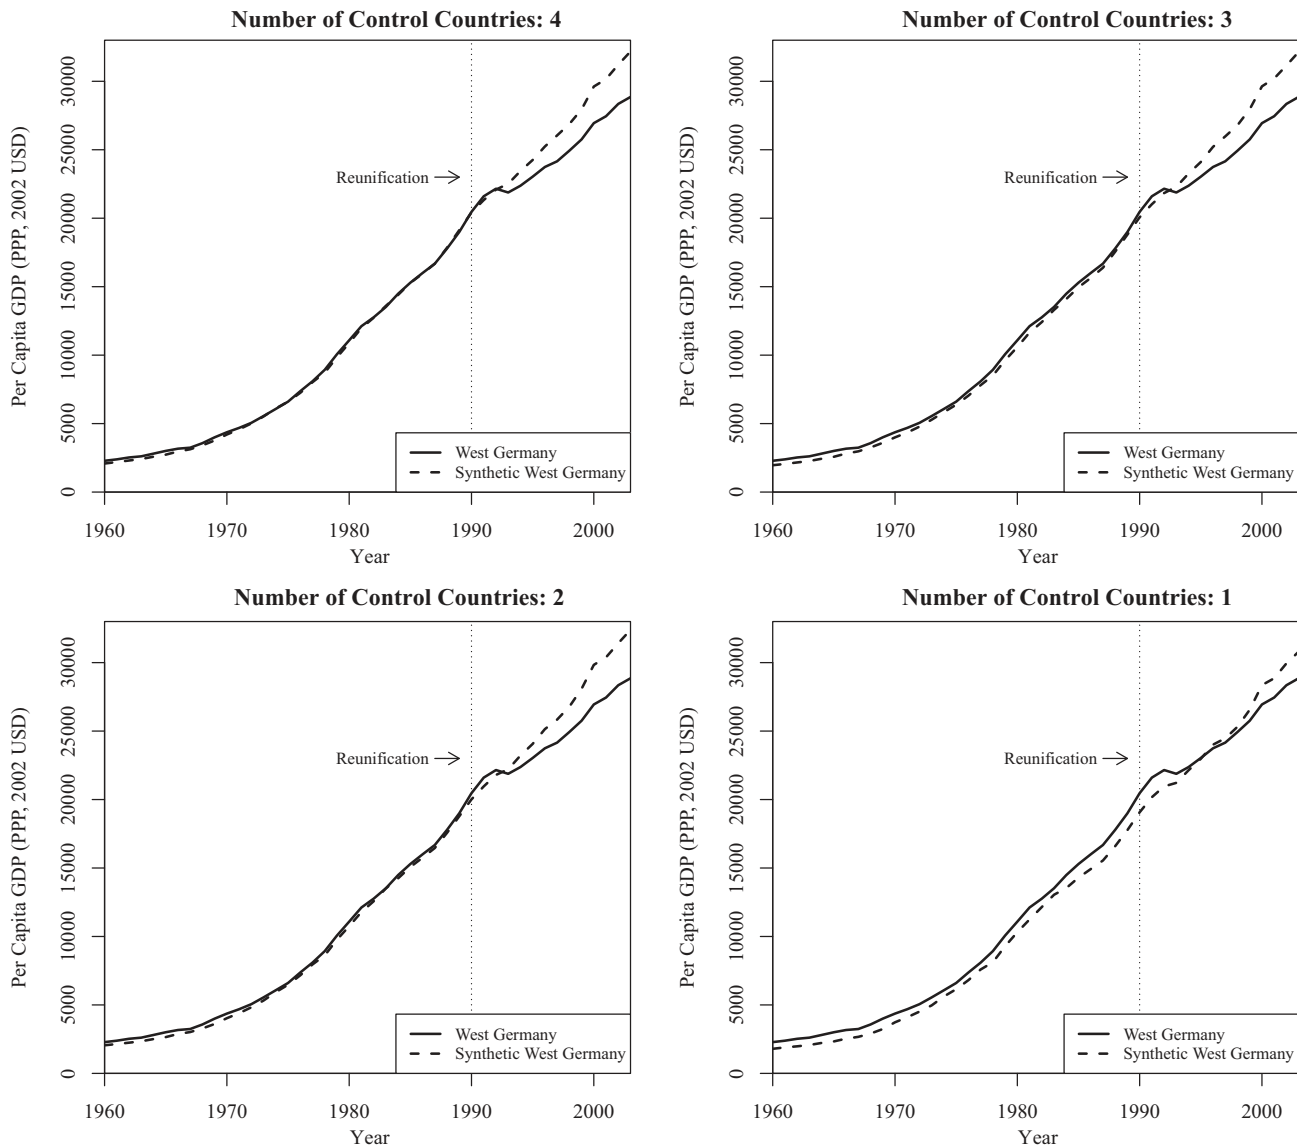 Number of Control Countries: 4
Per Capita GDP (PPP, 2002 USD)
30000
25000
20000
15000
10000
5000
0
Reunification
West Germany
Synthetic West Germany
1960 1970 1980 1990 2000
Year
Number of Control Countries: 3
Per Capita GDP (PPP, 2002 USD)
30000
25000
20000
15000
10000
5000
0
Reunification
West Germany
Synthetic West Germany
1960 1970 1980 1990 2000
Year
Number of Control Countries: 2
Per Capita GDP (PPP, 2002 USD)
30000
25000
20000
15000
10000
5000
0
Reunification
West Germany
Synthetic West Germany
1960 1970 1980 1990 2000
Year
Number of Control Countries: 1
Per Capita GDP (PPP, 2002 USD)
30000
25000
20000
15000
10000
5000
0
Reunification
West Germany
Synthetic West Germany
1960 1970 1980 1990 2000
Year